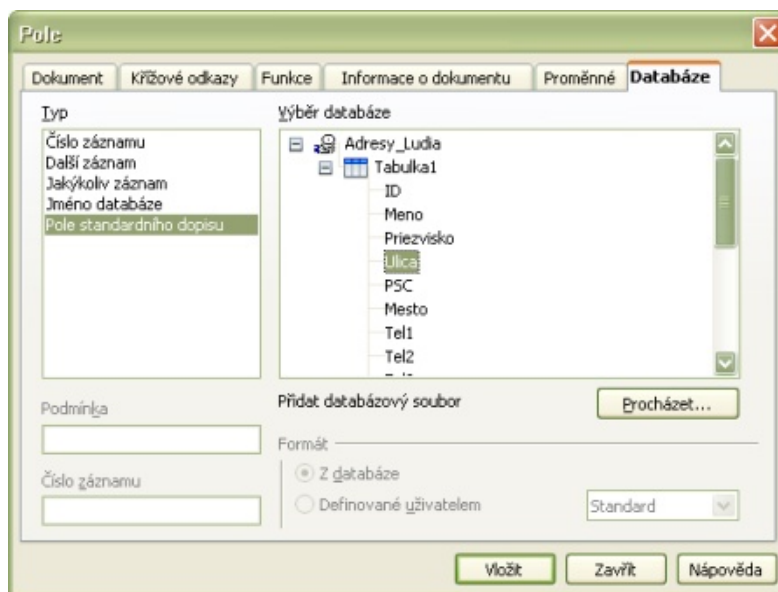 Pole
Dokument Křížové odkazy Funkce Informace o dokumentu Proměnné Databáze
Typ
Číslo záznamu
Další záznam
Jakýkoliv záznam
Jméno databáze
Pole standardního dopisu
Výběr databáze
Adresy_Ludia
Tabulka1
ID
Meno
Priezvisko
Ulica
PSC
Mesto
Tel1
Tel2
Přidat databázový soubor
Procházet...
Podmínka
Číslo záznamu
Formát
Z databáze
Definované uživatelem
Standard
Vložit Zavřít Nápověda